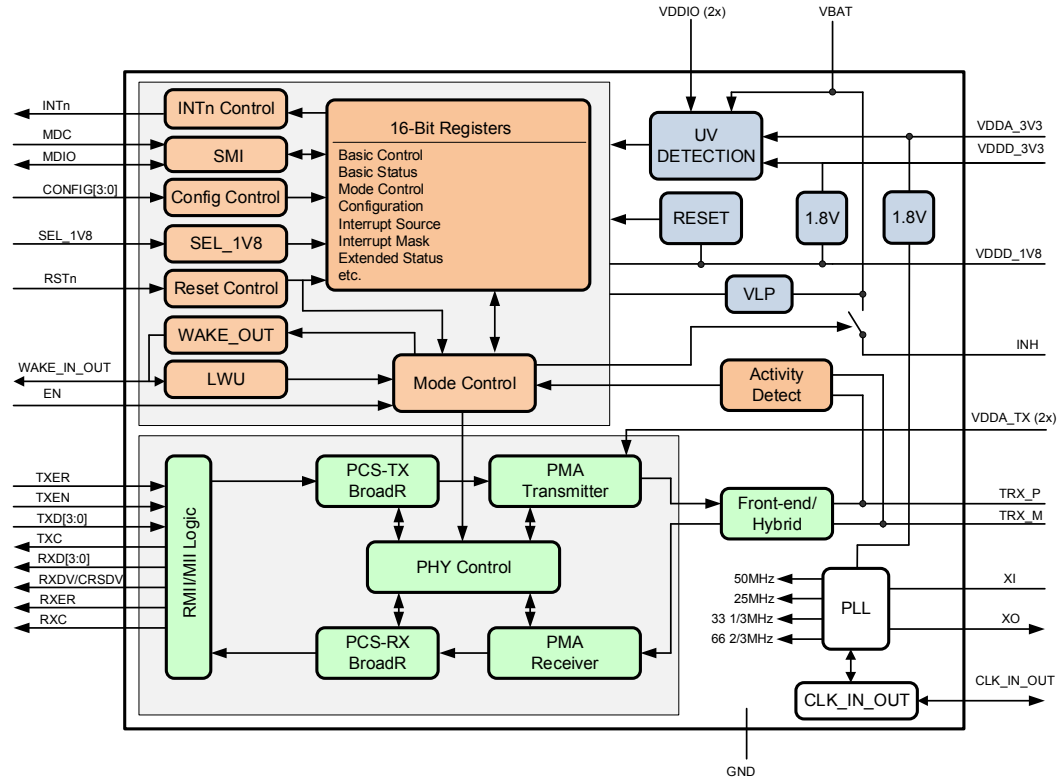 VDDIO (2x)
VBAT
INTn
MDC
MDIO
CONFIG[3:0]
SEL_1V8
RSTn
WAKE_IN_OUT
EN
INTn Control
SMI
Config Control
SEL_1V8
Reset Control
WAKE_OUT
LWU
16-Bit Registers
Basic Control
Basic Status
Mode Control
Configuration
Interrupt Source
Interrupt Mask
Extended Status
etc.
Mode Control
UV
DETECTION
RESET
1.8V
1.8V
VLP
Activity
Detect
VDDA_3V3
VDDD_3V3
VDDD_1V8
INH
VDDA_TX (2x)
TXER
TXEN
TXD[3:0]
TXC
RXD[3:0]
RXDV/CRSDV
RXER
RXC
RMII/MII Logic
PCS-TX
BroadR
PMA
Transmitter
PHY Control
PCS-RX
BroadR
PMA
Receiver
Front-end/
Hybrid
TRX_P
TRX_M
50MHz
25MHz
33 1/3MHz
66 2/3MHz
PLL
XI
XO
CLK_IN_OUT
CLK_IN_OUT
GND